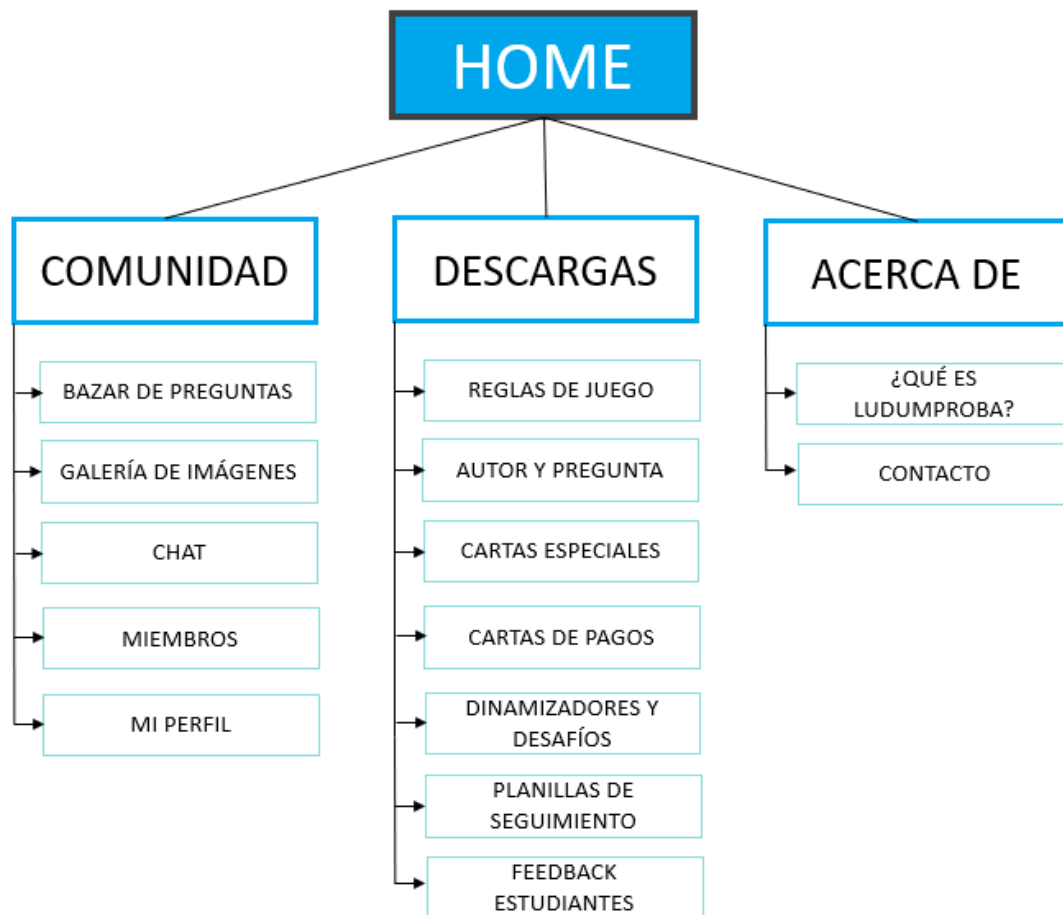 HOME
COMUNIDAD
BAZAR DE PREGUNTAS
GALERÍA DE IMÁGENES
CHAT
MIEMBROS
MI PERFIL
DESCARGAS
REGLAS DE JUEGO
AUTOR Y PREGUNTA
CARTAS ESPECIALES
CARTAS DE PAGOS
DINAMIZADORES Y
DESAFÍOS
PLANILLAS DE
SEGUIMIENTO
FEEDBACK
ESTUDIANTES
ACERCA DE
¿QUÉ ES
LUDUMPROBA?
CONTACTO